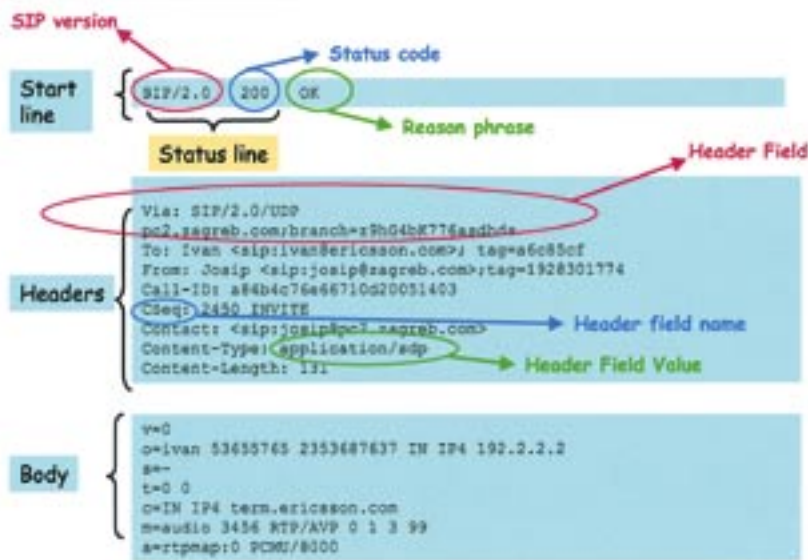 SIP version
Status code
Start line
SIP/2.0 200 OK
Reason phrase
Status line
Header Field
Headers
Via: SIP/2.0/UDP
pc2.zagreb.com;branch=z9hG4bK776asdhds
To: Ivan <sip:ivan@ericsson.com>; tag=a6c85cf
From: Josip <sip:josip@zagreb.com>;tag=1928301774
Call-ID: a84b4c76e66710d20051403
CSeq: 2450 INVITE
Contact: <sip:josip@pc2.zagreb.com>
Header field name
Content-Type: application/sdp
Content-Length: 131
Header Field Value
Body
v=0
o=ivan 53655765 2353687637 IN IP4 192.2.2.2
s=-
t=0 0
c=IN IP4 term.ericsson.com
m=audio 3456 RTP/AVP 0 1 3 99
a=rtpmap:0 PCMU/8000